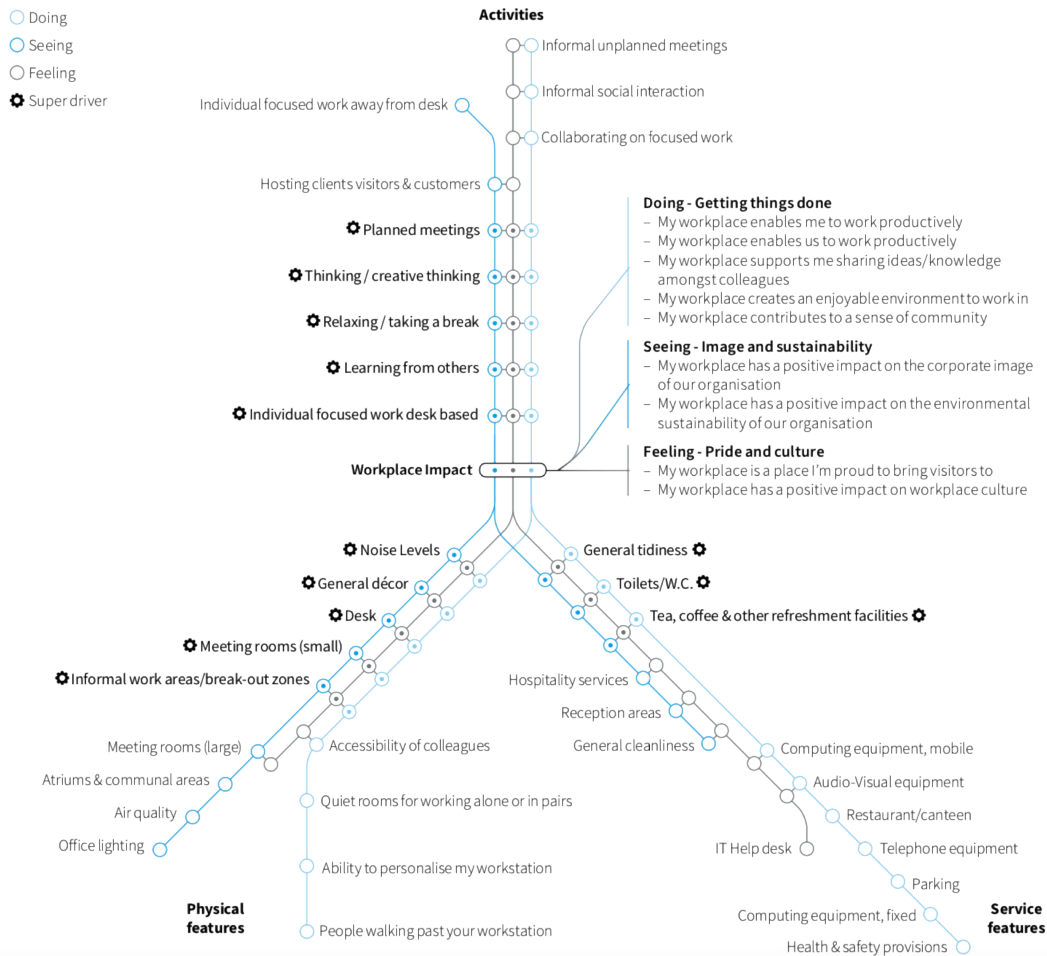 Activities
Doing
Seeing
Feeling
Super driver
Informal unplanned meetings
Informal social interaction
Individual focused work away from desk
Collaborating on focused work
Hosting clients visitors & customers
Planned meetings
Thinking / creative thinking
Relaxing / taking a break
Learning from others
Individual focused work desk based
Workplace Impact
Doing - Getting things done
– My workplace enables me to work productively
– My workplace enables us to work productively
– My workplace supports me sharing ideas/knowledge
amongst colleagues
– My workplace creates an enjoyable environment to work in
– My workplace contributes to a sense of community
Seeing - Image and sustainability
– My workplace has a positive impact on the corporate image
of our organisation
– My workplace has a positive impact on the environmental
sustainability of our organisation
Feeling - Pride and culture
– My workplace is a place I'm proud to bring visitors to
– My workplace has a positive impact on workplace culture
Noise Levels
General décor
Desk
Meeting rooms (small)
Informal work areas/break-out zones
Meeting rooms (large)
Atriums & communal areas
Air quality
Office lighting
Accessibility of colleagues
Quiet rooms for working alone or in pairs
Ability to personalise my workstation
People walking past your workstation
Physical
features
General tidiness
Toilets/W.C.
Tea, coffee & other refreshment facilities
Hospitality services
Reception areas
General cleanliness
Computing equipment, mobile
Audio-Visual equipment
Restaurant/canteen
IT Help desk
Telephone equipment
Parking
Computing equipment, fixed
Health & safety provisions
Service
features